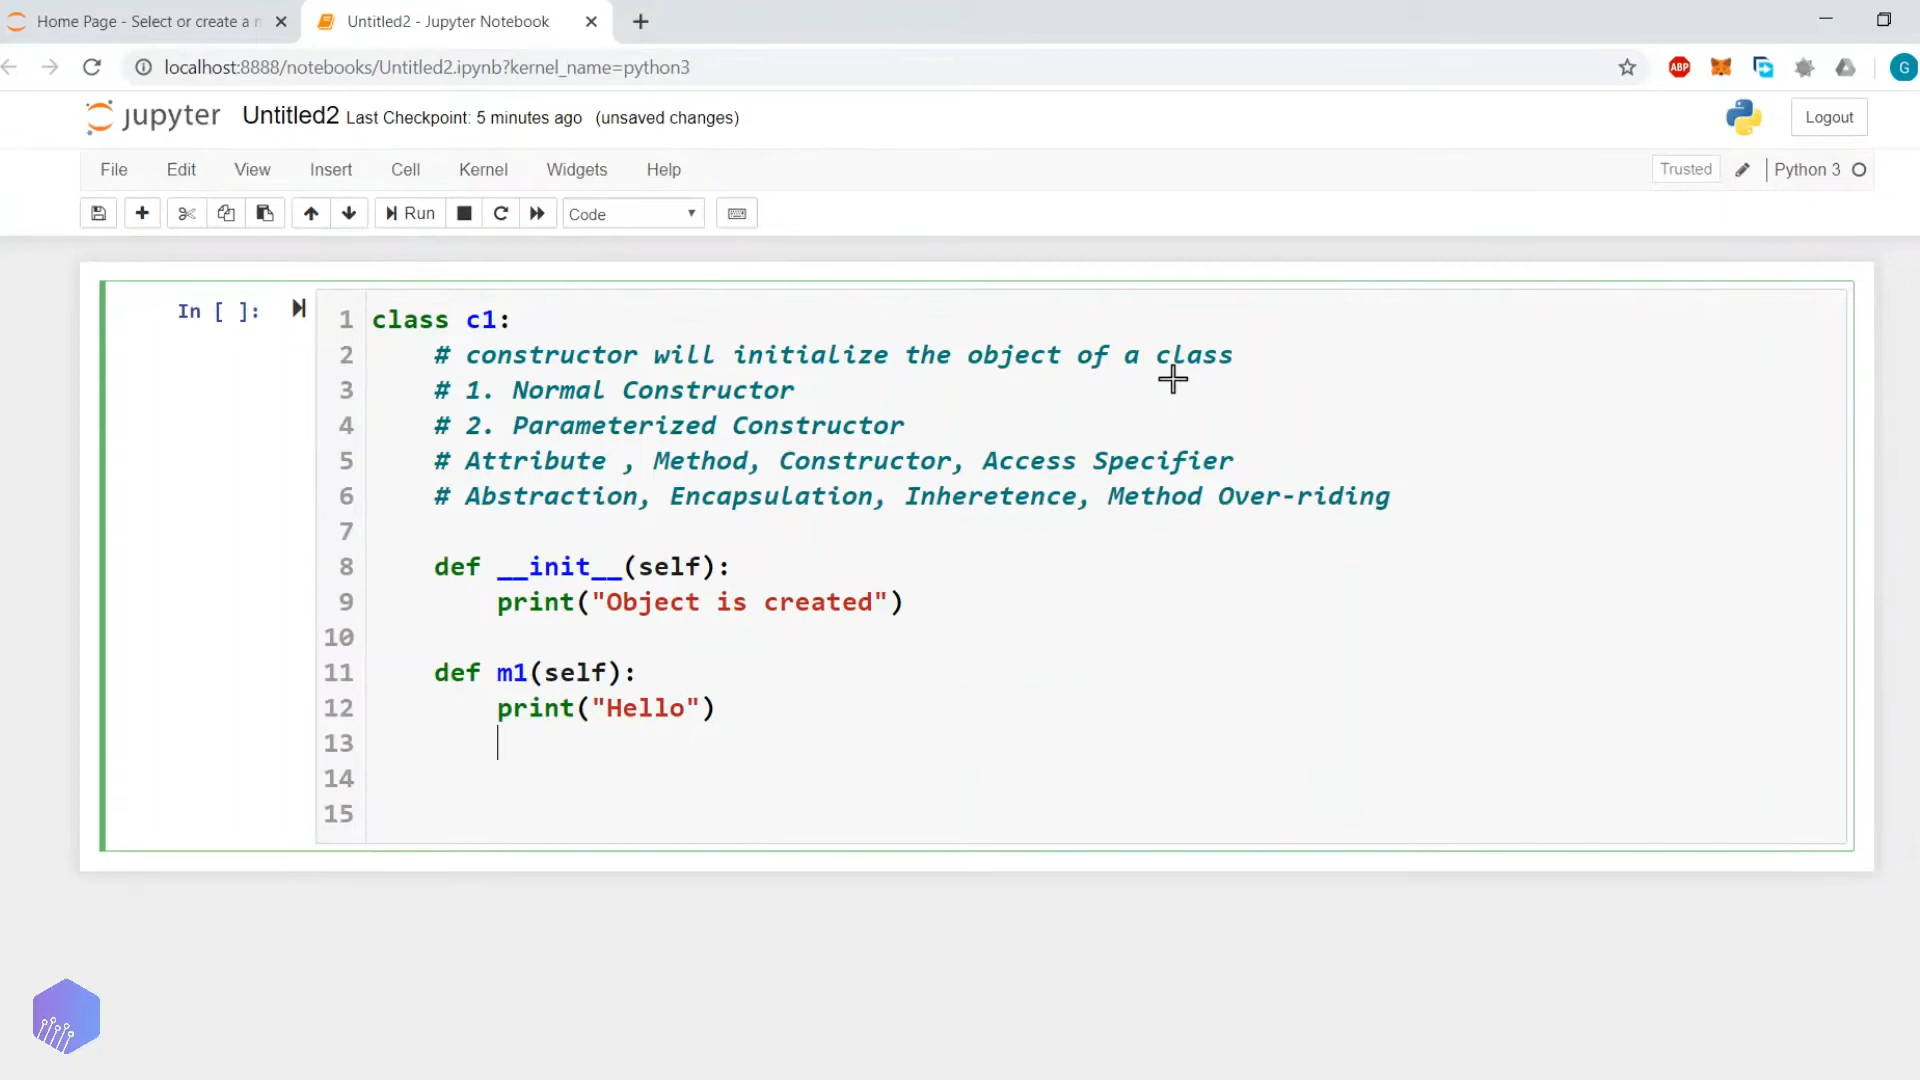 Home Page - Select or create a n
Untitled2 - Jupyter Notebook
localhost:8888/notebooks/Untitled2.ipynb?kernel_name=python3
ABP
G
jupyter Untitled2 Last Checkpoint: 5 minutes ago (unsaved changes)
Logout
File Edit View Insert Cell Kernel Widgets Help
Trusted
Python 3
Run
Code
In [ ]:
1 class c1:
2     # constructor will initialize the object of a class
3     # 1. Normal Constructor
4     # 2. Parameterized Constructor
5     # Attribute , Method, Constructor, Access Specifier
6     # Abstraction, Encapsulation, Inheretence, Method Over-riding
7
8     def __init__(self):
9         print("Object is created")
10
11     def m1(self):
12         print("Hello")
13
14
15